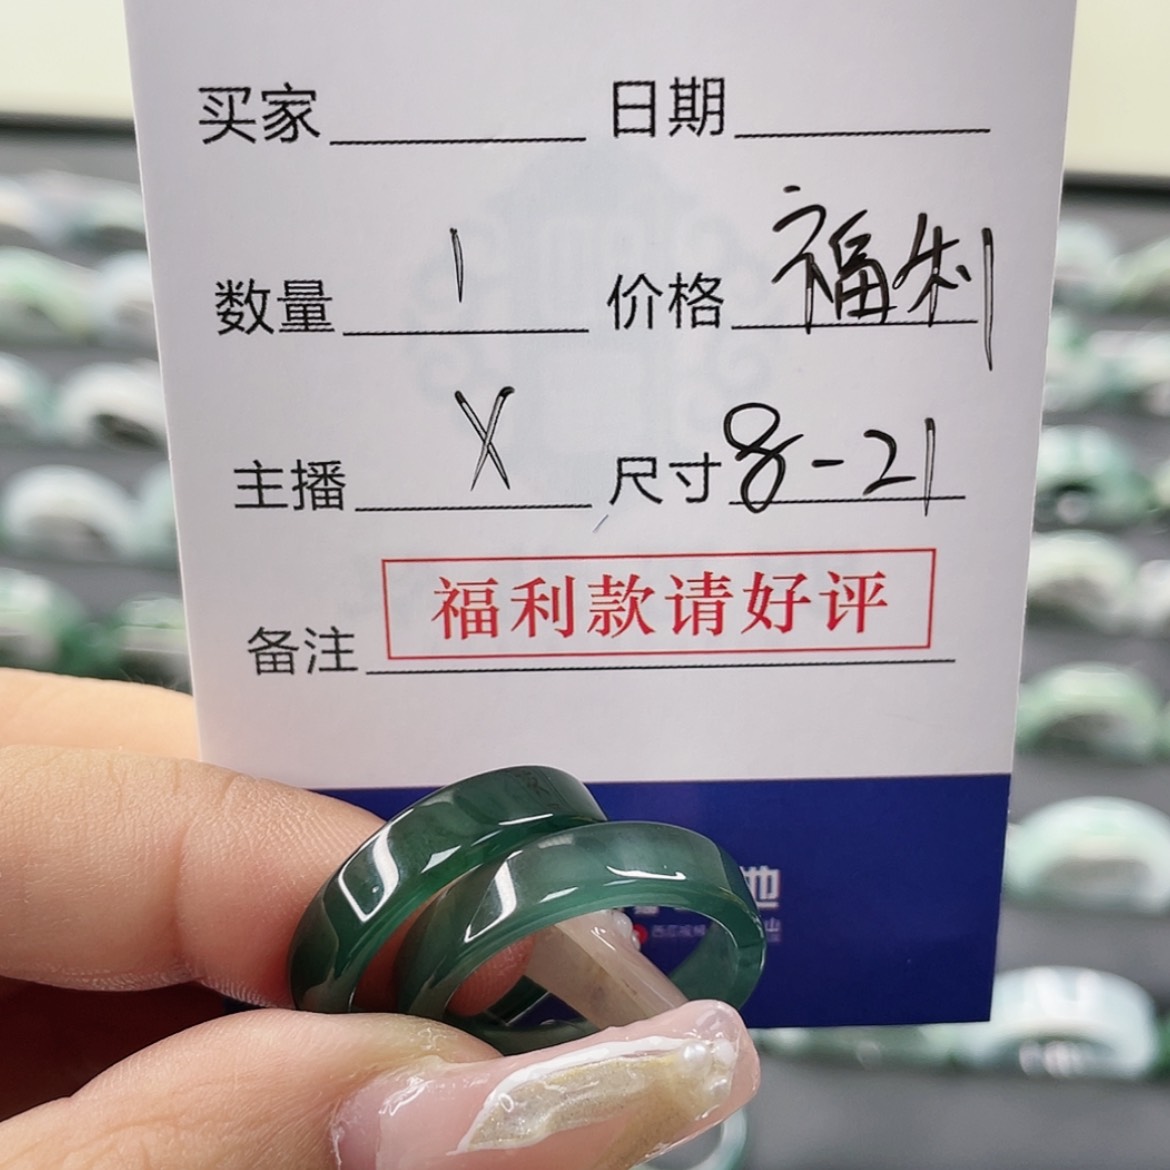 买家 日期
数量 1 价格 福利
主播 X 尺寸 8-21
备注 福利款请好评
地